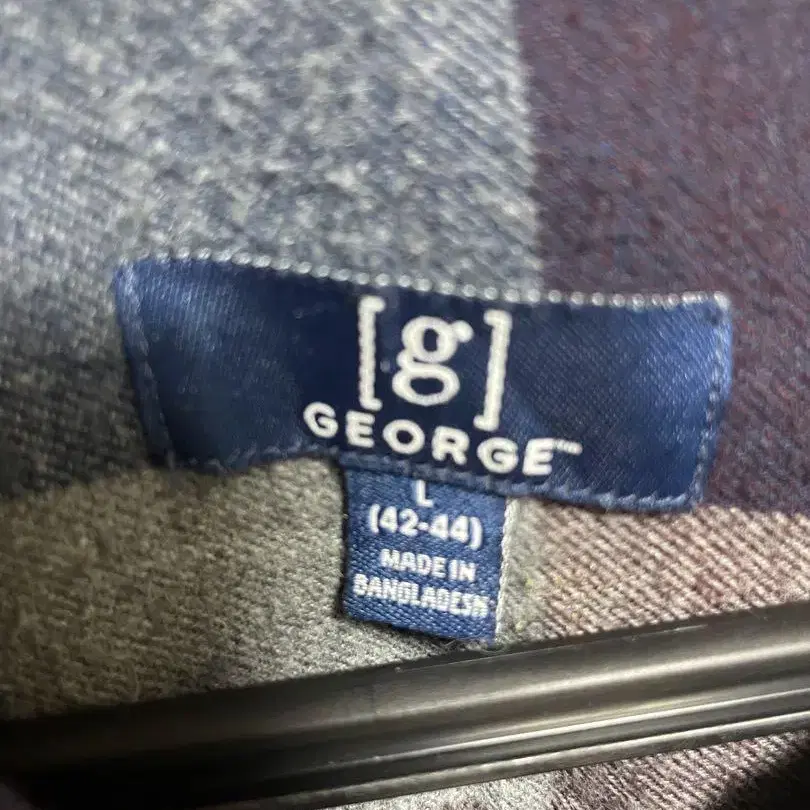 [g]
GEORGE™
L
(42-44)
MADE IN
BANGLADESH